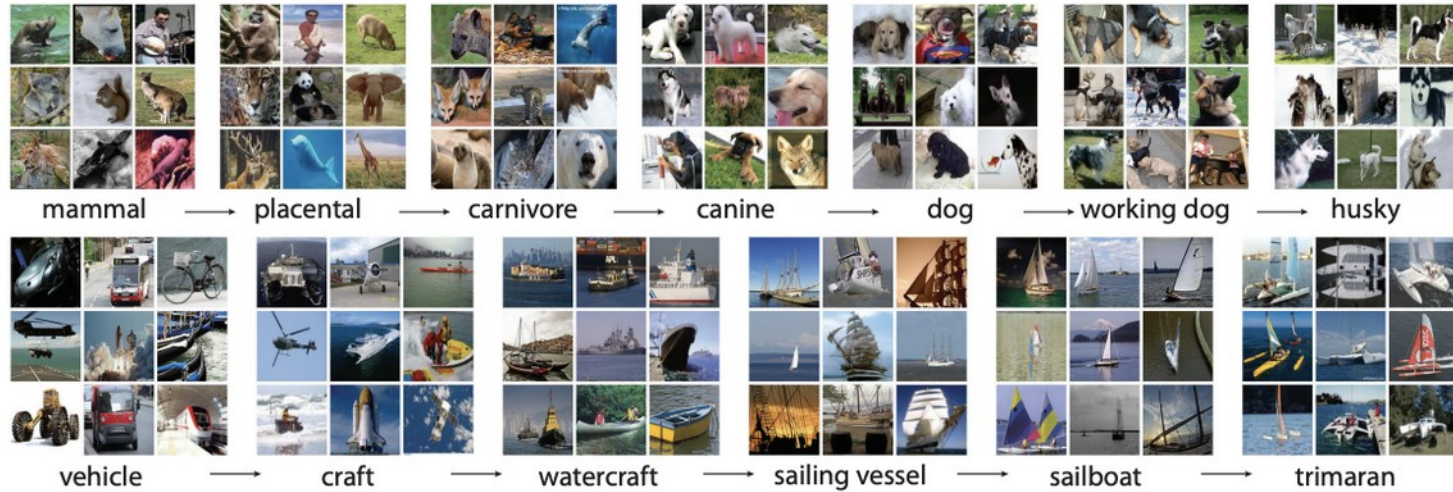 mammal → placental → carnivore → canine → dog → working dog → husky
vehicle → craft → watercraft → sailing vessel → sailboat → trimaran